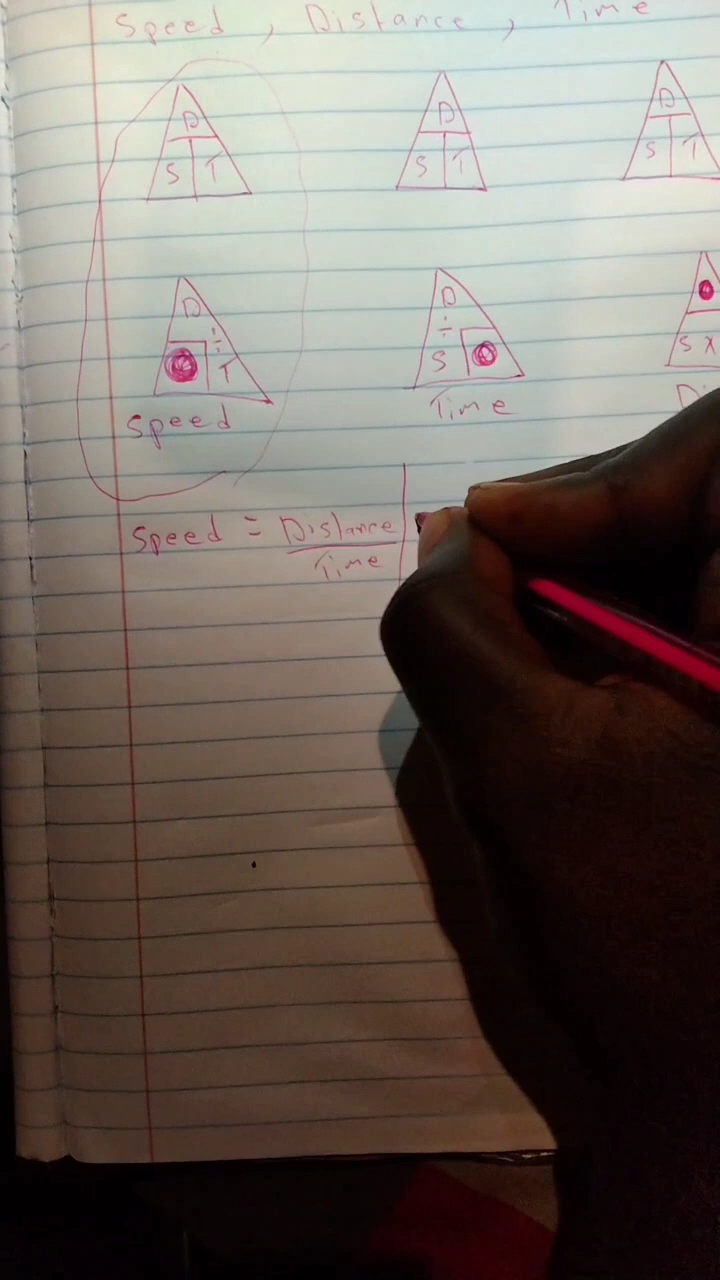 Speed , Distance , Time
D D D
S T S T S T
D ÷ T D ÷ S S X
Speed Time
Speed = Distance
Time